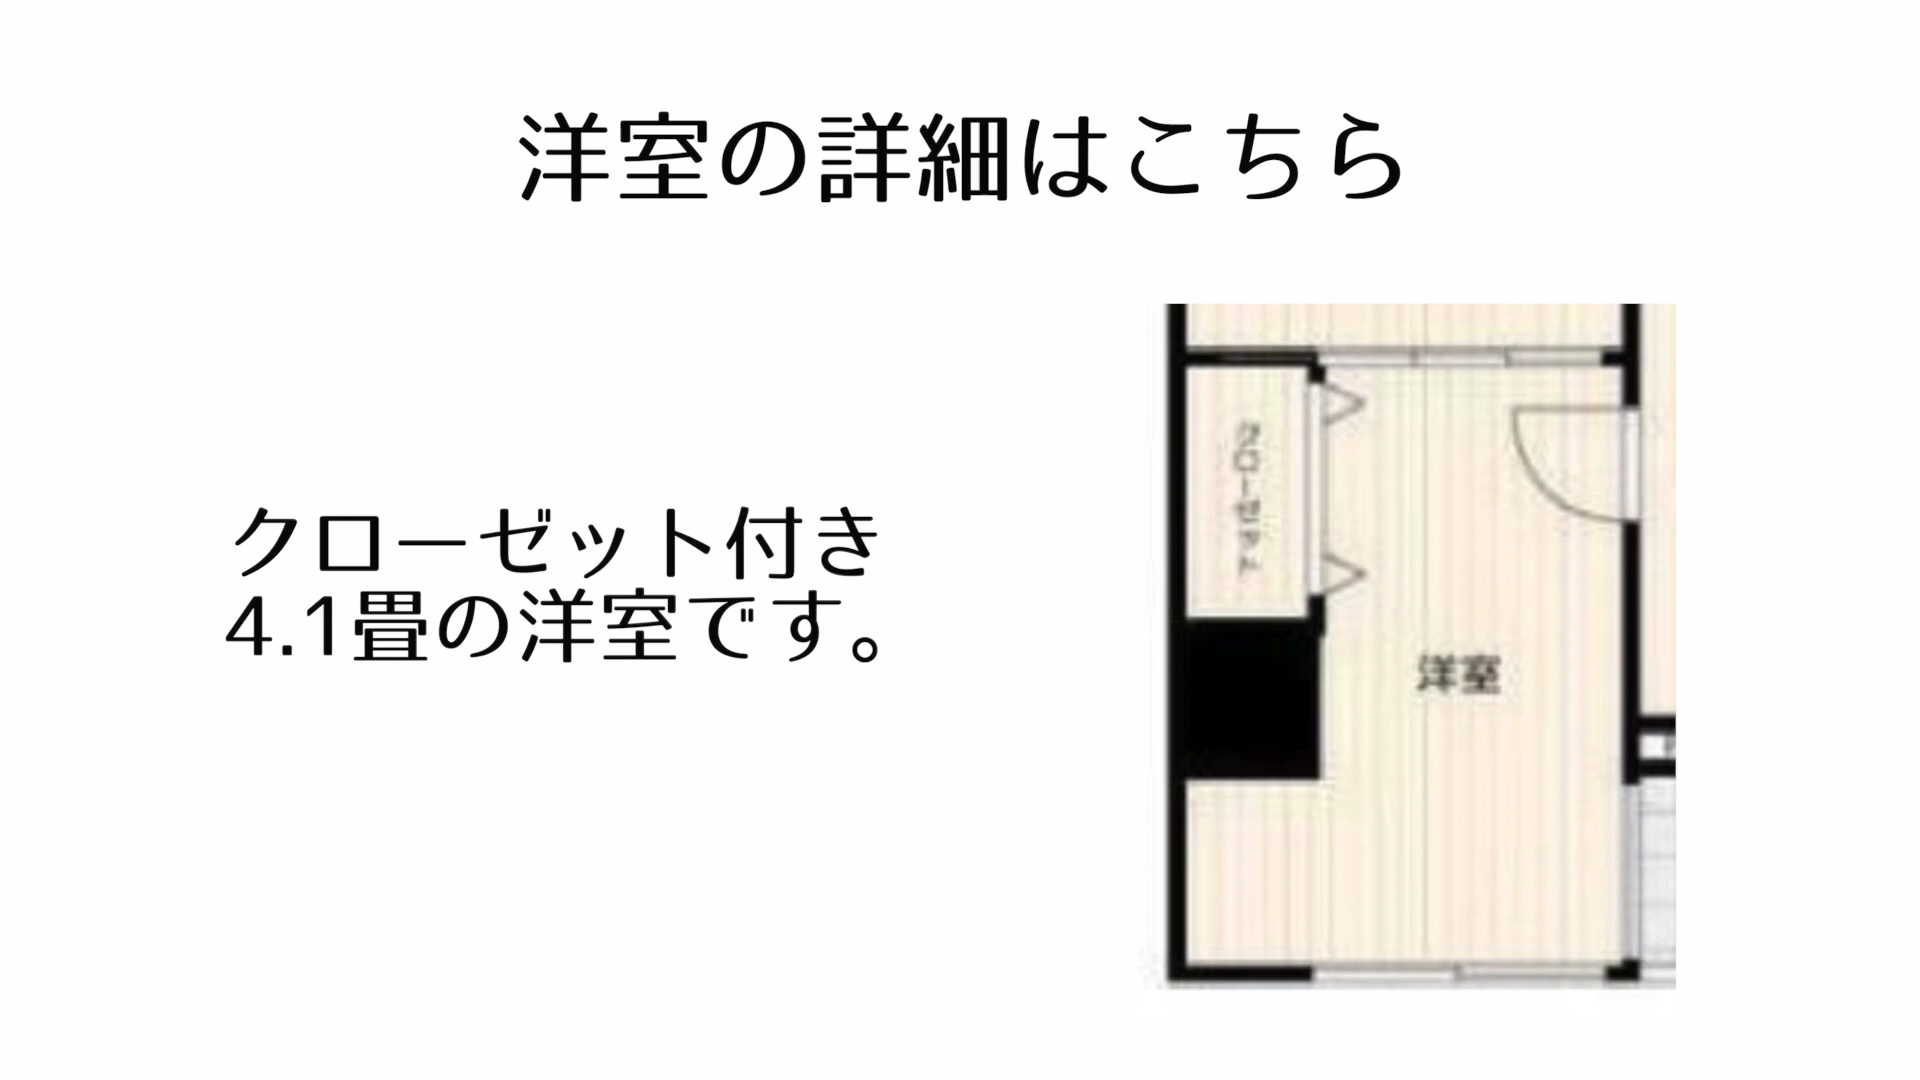 洋室の詳細はこちら
クローゼット付き
4.1畳の洋室です。
クローゼット
洋室